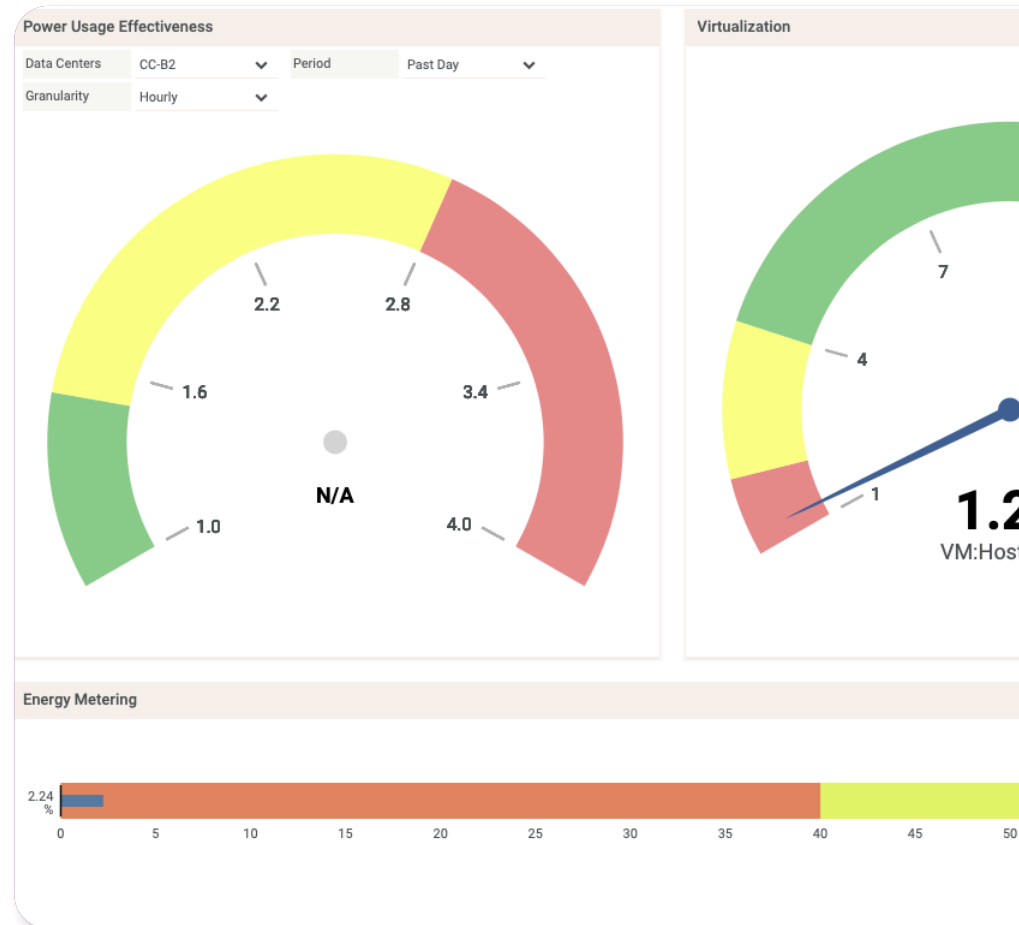 Power Usage Effectiveness
Data Centers CC-B2 Period Past Day
Granularity Hourly
2.2 2.8
1.6 3.4
N/A
1.0 4.0
Virtualization
7
4
1
1.2
VM:Host
Energy Metering
2.24
%
0 5 10 15 20 25 30 35 40 45 50